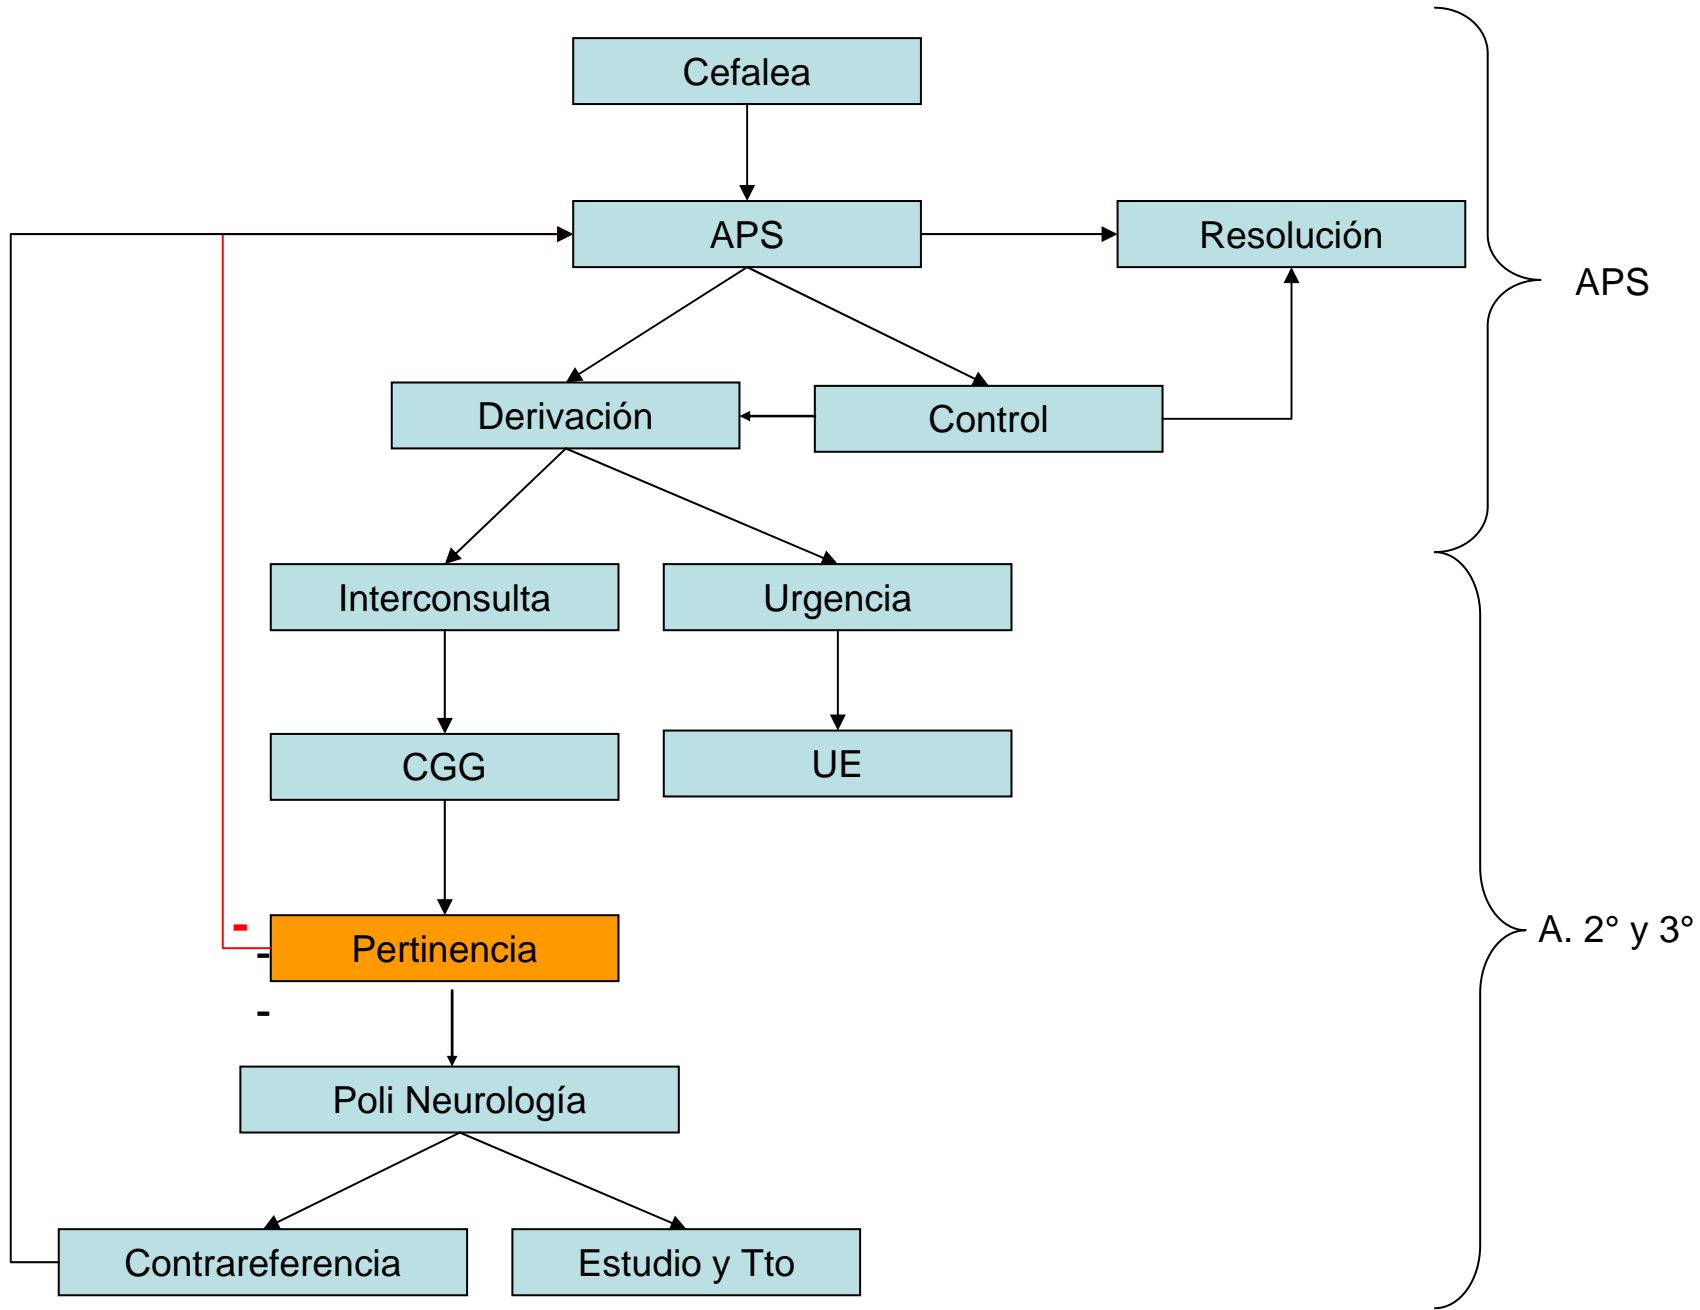 Cefalea
APS
Resolución
APS
Derivación
Control
Interconsulta
Urgencia
CGG
UE
-
Pertinencia
-
A. 2° y 3°
-
Poli Neurología
Contrareferencia
Estudio y Tto